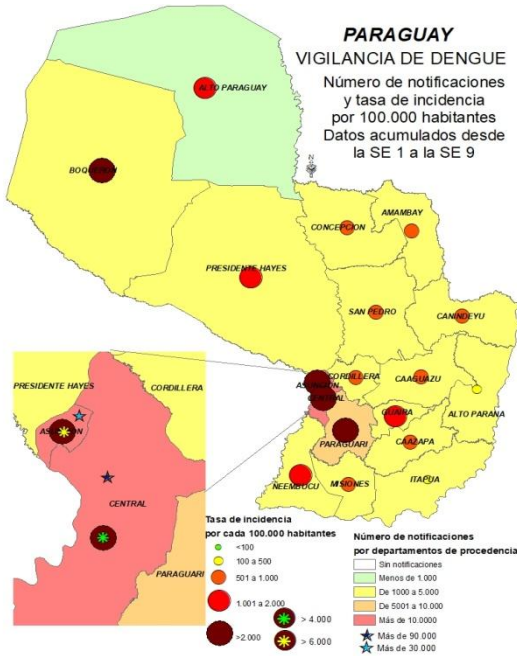 PARAGUAY
VIGILANCIA DE DENGUE
Número de notificaciones
y tasa de incidencia
por 100.000 habitantes
Datos acumulados desde
la SE 1 a la SE 9
ALTO PARAGUAY
BOQUERON
CONCEPCION
AMAMBAY
PRESIDENTE HAYES
SAN PEDRO
CANINDEYU
ASUNCION
CORDILLERA
CENTRAL
CAAGUAZU
ALTO PARANA
GUAIRA
PARAGUARI
CAAZAPA
ÑEEMBUCU
MISIONES
ITAPUA
PRESIDENTE HAYES
CORDILLERA
ASUNCION
CENTRAL
PARAGUARI
Tasa de incidencia
por cada 100.000 habitantes
<100
100 a 500
501 a 1.000
1.001 a 2.000
>2.000
> 4.000
> 6.000
Número de notificaciones
por departamentos de procedencia
Sin notificaciones
Menos de 1.000
De 1000 a 5.000
De 5001 a 10.000
Más de 10.0000
Más de 90.000
Más de 30.000